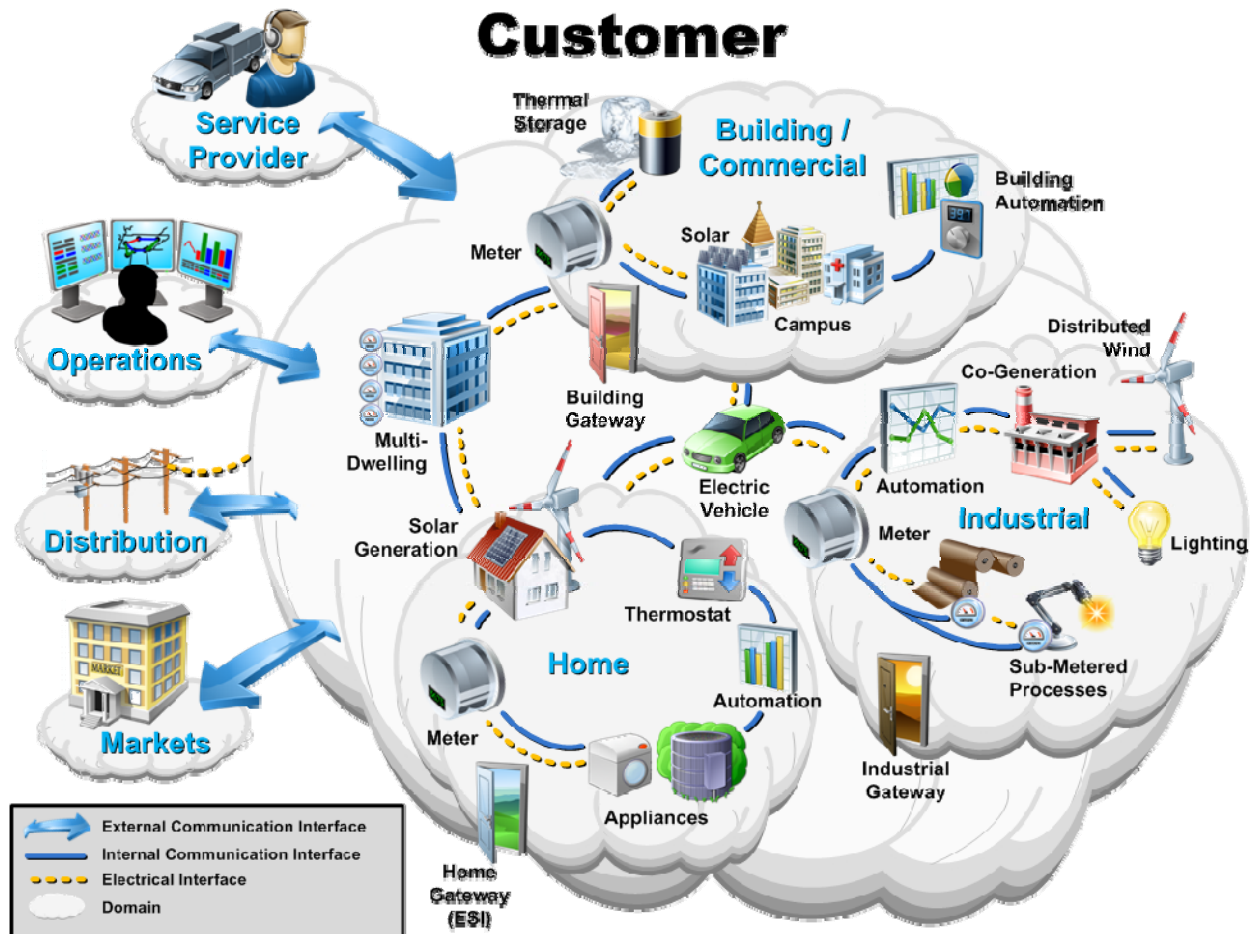 Customer
Service
Provider
Thermal
Storage
Building /
Commercial
Building
Automation
397
Meter
Solar
Campus
Operations
Building
Gateway
Distributed
Wind
Co-Generation
Multi-
Dwelling
Electric
Vehicle
Automation
Industrial
Meter
Lighting
Distribution
Solar
Generation
Thermostat
Home
Automation
Sub-Metered
Processes
MARKET
Markets
Meter
Appliances
Industrial
Gateway
Home
Gateway
(ESI)
External Communication Interface
Internal Communication Interface
Electrical Interface
Domain